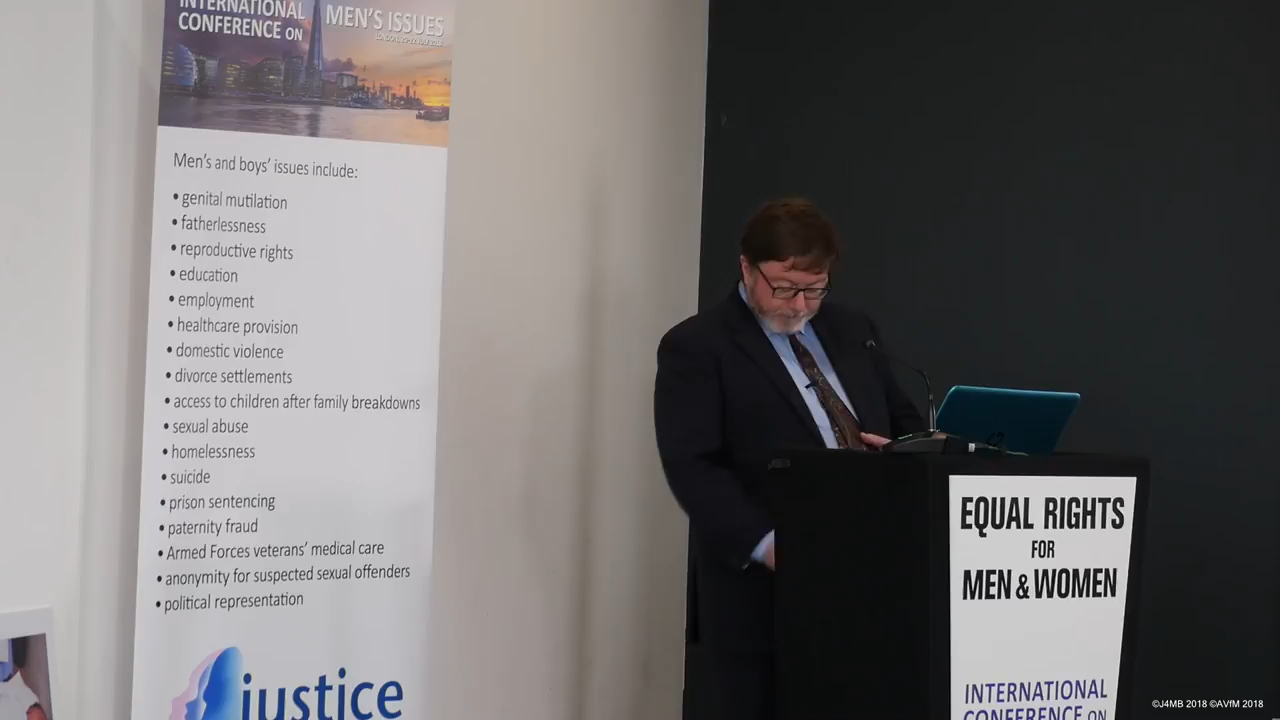 INTERNATIONAL
CONFERENCE ON
MEN'S ISSUES
Men's and boys' issues include:
• genital mutilation
• fatherlessness
• reproductive rights
• education
• employment
• healthcare provision
• domestic violence
• divorce settlements
• access to children after family breakdowns
• sexual abuse
• homelessness
• suicide
• prison sentencing
• paternity fraud
• Armed Forces veterans' medical care
• anonymity for suspected sexual offenders
• political representation
justice
EQUAL RIGHTS
FOR
MEN & WOMEN
INTERNATIONAL
CONFERENCE ON
©J4MB 2018 ©AVfM 2018